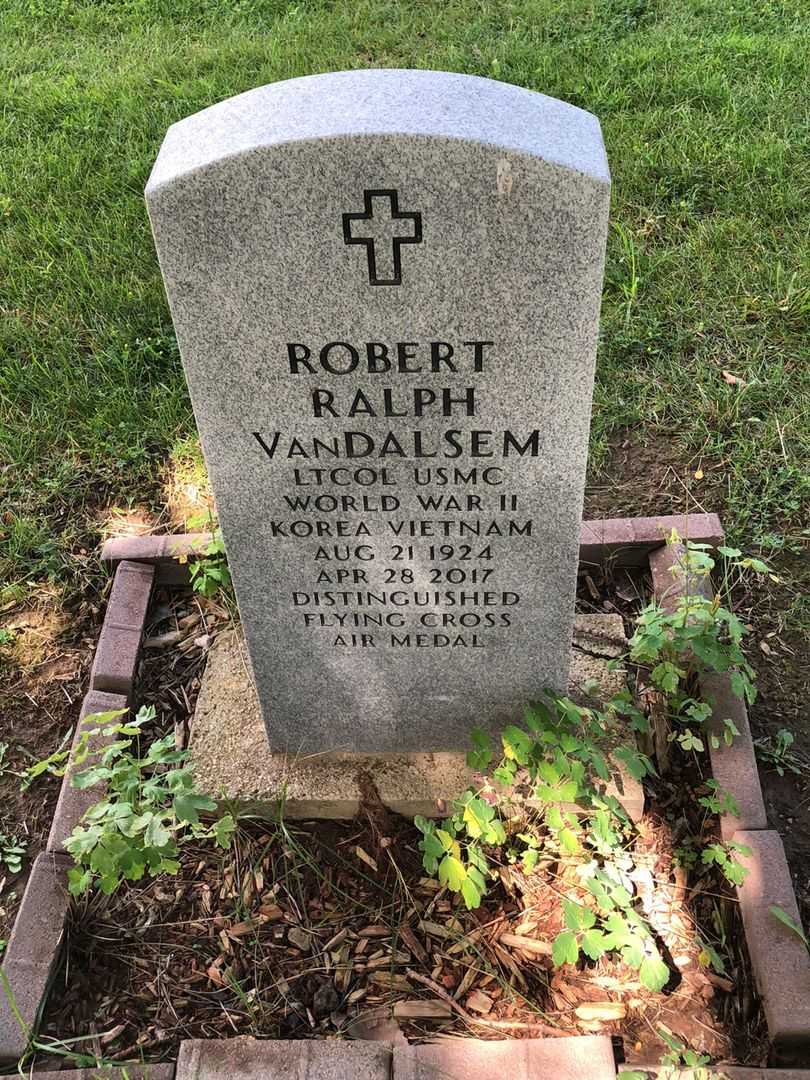 ROBERT
RALPH
VanDALSEM
LTCOL USMC
WORLD WAR II
KOREA VIETNAM
AUG 21 1924
APR 28 2017
DISTINGUISHED
FLYING CROSS
AIR MEDAL